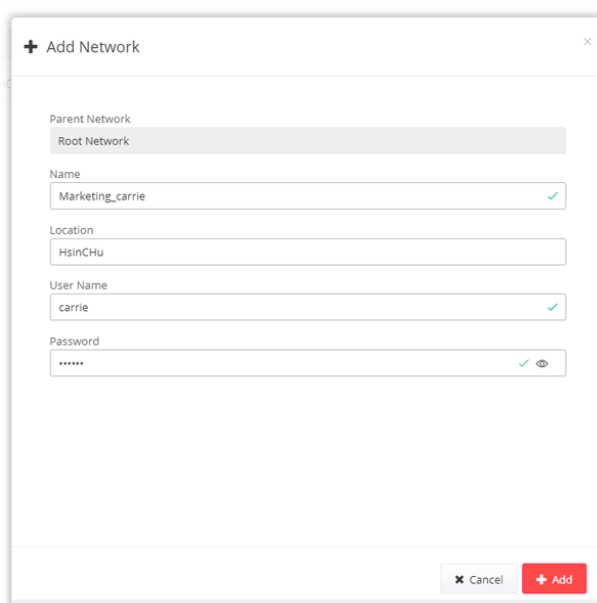 Add Network
Parent Network
Root Network
Name
Marketing_carrie
Location
HsinCHu
User Name
carrie
Password
••••••
Cancel
Add